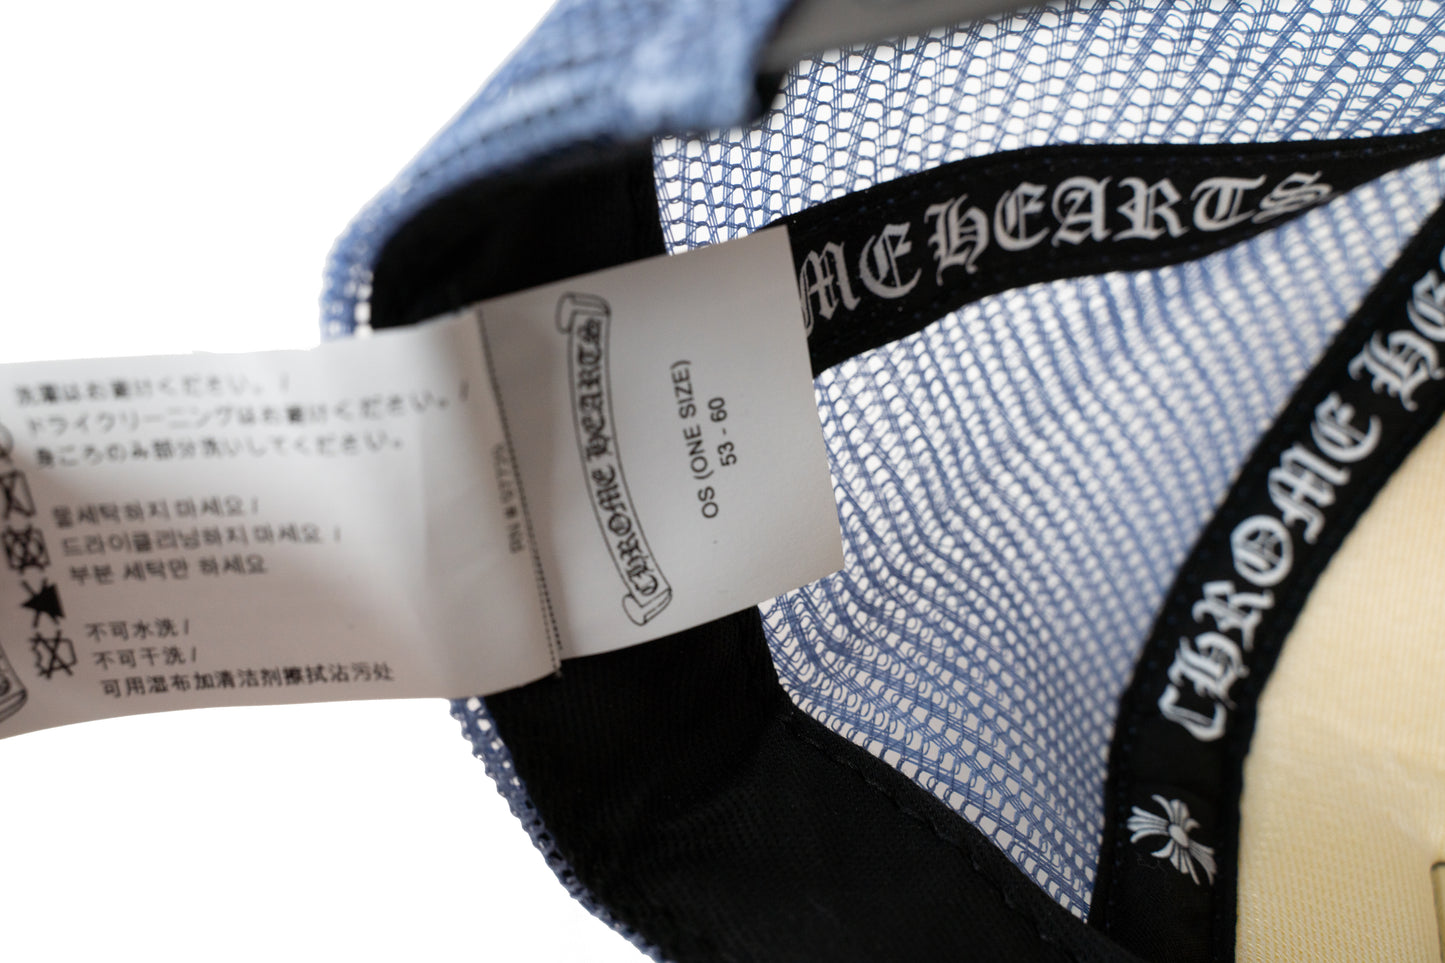 洗濯はお避けください。/
ドライクリーニングはお避けください。/
身ごろのみ部分洗いしてください。
물세탁하지 마세요 /
드라이클리닝하지 마세요 /
부분 세탁만 하세요
不可水洗 /
不可干洗 /
可用湿布加清洁剂擦拭沾污处
CHROME HEARTS
OS (ONE SIZE)
53 - 60
ME HEARTS
CHROME HE